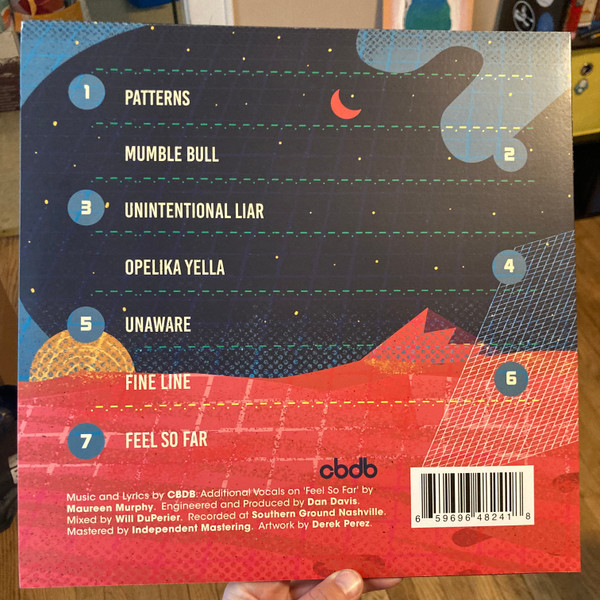 1 PATTERNS
MUMBLE BULL 2
3 UNINTENTIONAL LIAR
OPELIKA YELLA 4
5 UNAWARE
FINE LINE 6
7 FEEL SO FAR
cbdb
Music and Lyrics by CBDB: Additional Vocals on 'Feel So Far' by
Maureen Murphy. Engineered and Produced by Dan Davis.
Mixed by Will DuPerier. Recorded at Southern Ground Nashville.
Mastered by Independent Mastering. Artwork by Derek Perez.
6 59696 48241 8